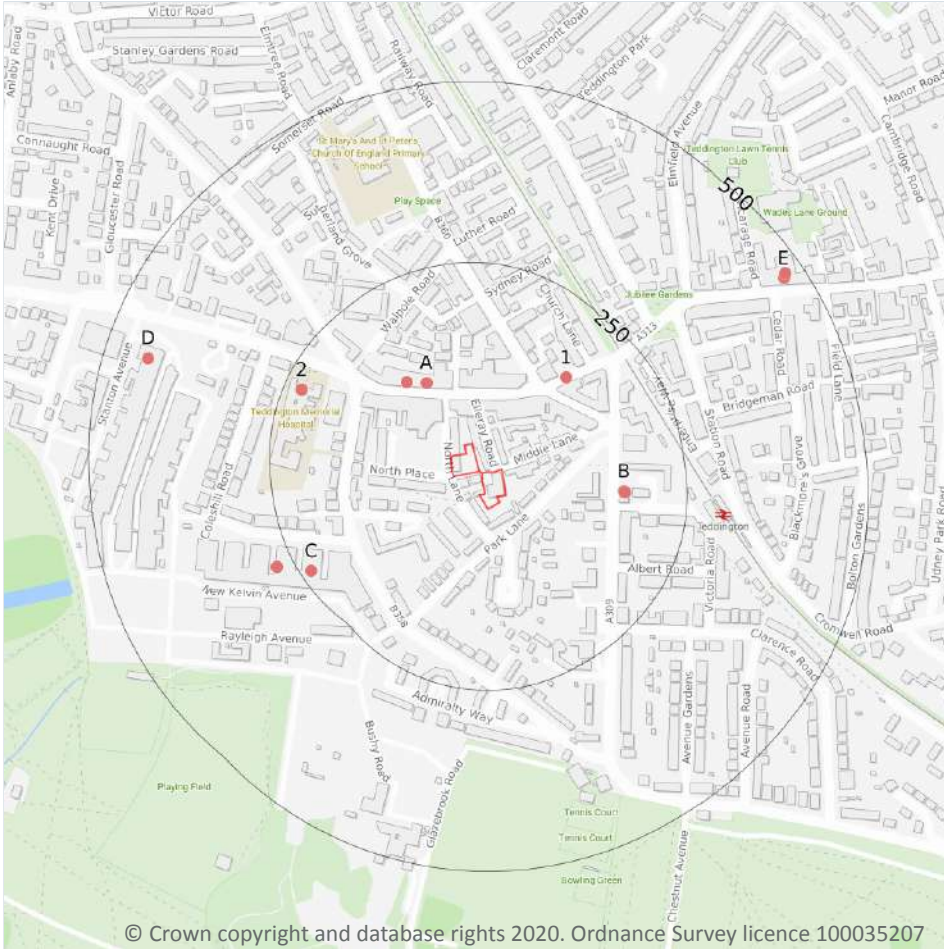 Victor Road
Stanley Gardens Road
Anlaby Road
Elmtree Road
Railway Road
Claremont Road
Teddington Park
Manor Road
Cambridge Road
Connaught Road
Somerset Road
St Mary's And St Peter's
Church Of England Primary
School
Play Space
Elmfield Avenue
Teddington Lawn Tennis
Club
500
Wades Lane Ground
Kent Drive
Gloucester Road
B360
Luther Road
E
Walpole Road
Sydney Road
Church Lane
Jubilee Gardens
250
A313
Cedar Road
Field Lane
D
A
1
2
Stanton Avenue
Teddington Memorial
Hospital
Elleray Road
Bridgeman Road
Middle Lane
Station Road
North Place
North Lane
Coleshill Road
B
Blackmore's Grove
Teddington
Park Lane
Udney Park Road
Bolton Gardens
C
New Kelvin Avenue
Albert Road
Victoria Road
A309
B358
Rayleigh Avenue
Cromwell Road
Clarence Road
Admiralty Way
Avenue Gardens
Avenue Road
Bushy Road
Playing Field
Glazebrook Road
Tennis Court
Tennis Court
Bowling Green
Chestnut Avenue
© Crown copyright and database rights 2020. Ordnance Survey licence 100035207